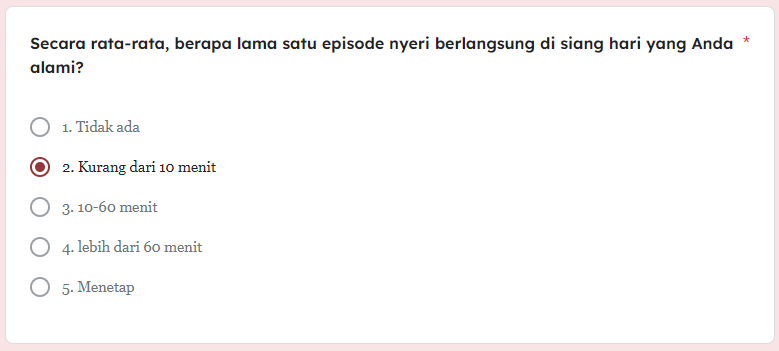 Secara rata-rata, berapa lama satu episode nyeri berlangsung di siang hari yang Anda *
alami?
1. Tidak ada
2. Kurang dari 10 menit
3. 10-60 menit
4. lebih dari 60 menit
5. Menetap